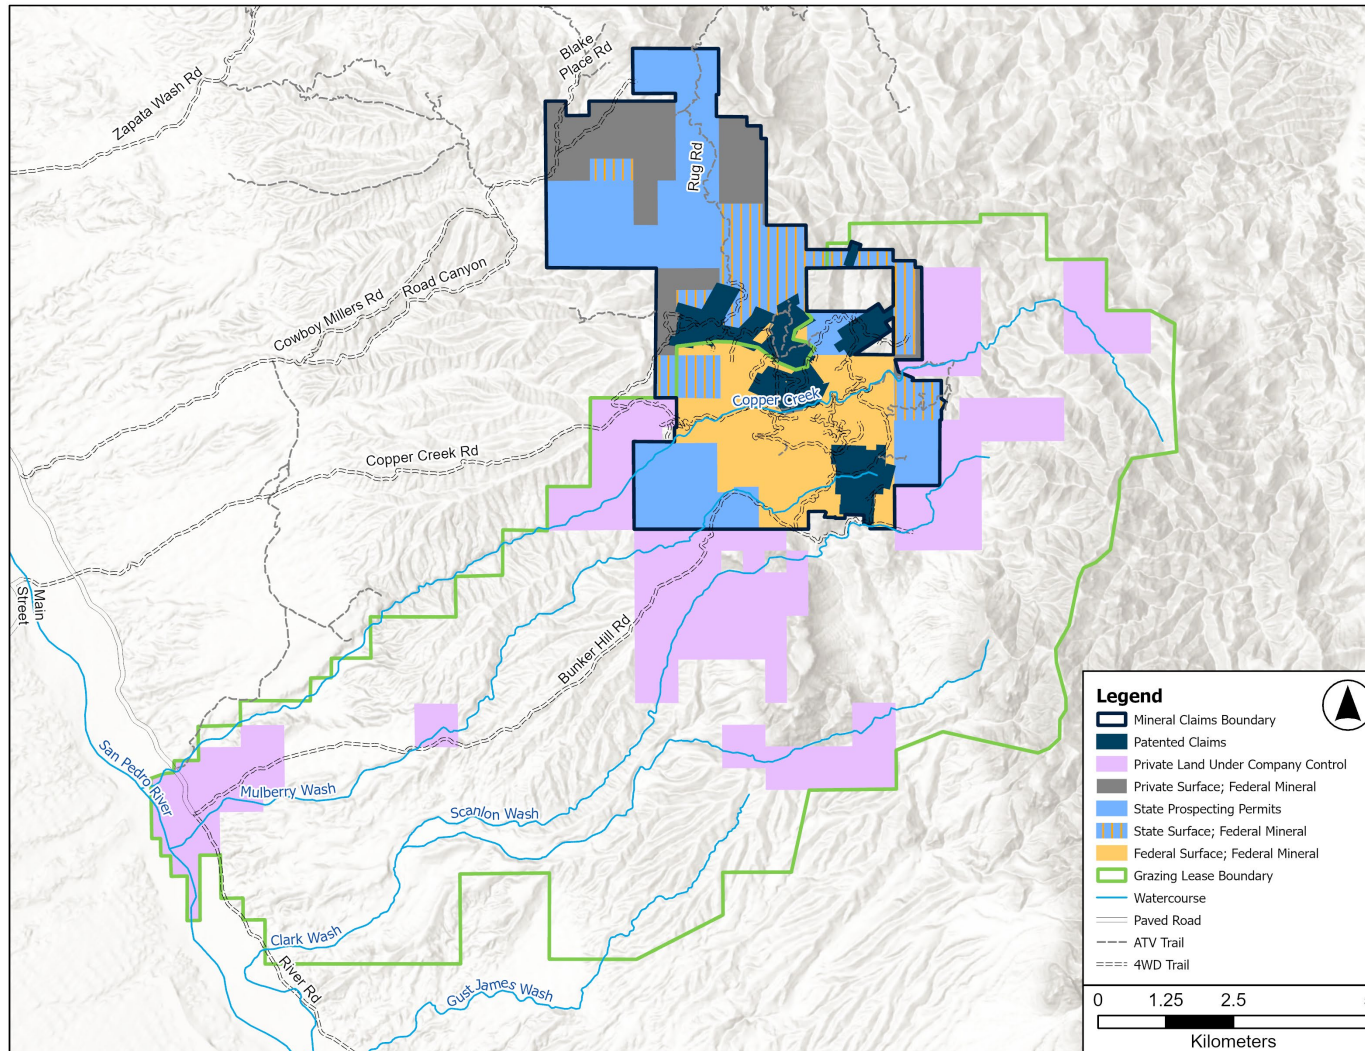 Blake
Place Rd
Zapata Wash Rd
Rug Rd
Road Canyon
Cowboy Millers Rd
Copper Creek
Copper Creek Rd
Main
Street
Bunker Hill Rd
San Pedro River
Mulberry Wash
Scanlon Wash
Clark Wash
River Rd
Gust James Wash
Legend
Mineral Claims Boundary
Patented Claims
Private Land Under Company Control
Private Surface; Federal Mineral
State Prospecting Permits
State Surface; Federal Mineral
Federal Surface; Federal Mineral
Grazing Lease Boundary
Watercourse
Paved Road
ATV Trail
4WD Trail
0 1.25 2.5
Kilometers